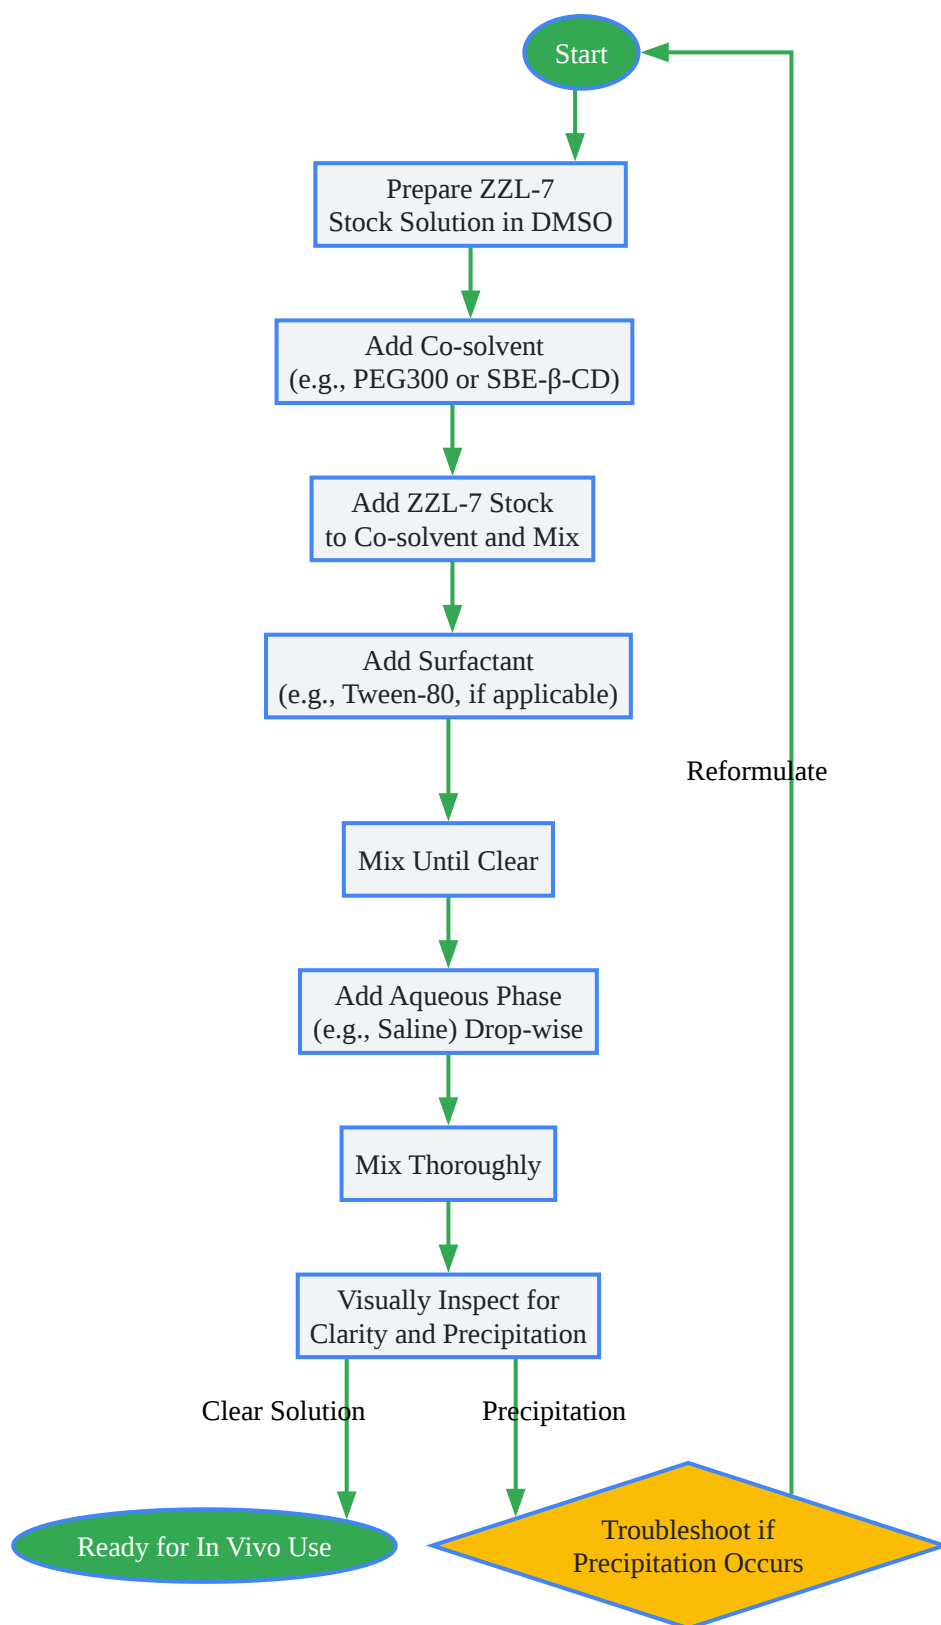 Start
Prepare ZZL-7
Stock Solution in DMSO
Add Co-solvent
(e.g., PEG300 or SBE-β-CD)
Add ZZL-7 Stock
to Co-solvent and Mix
Add Surfactant
(e.g., Tween-80, if applicable)
Reformulate
Mix Until Clear
Add Aqueous Phase
(e.g., Saline) Drop-wise
Mix Thoroughly
Visually Inspect for
Clarity and Precipitation
Clear Solution
Precipitation
Ready for In Vivo Use
Troubleshoot if
Precipitation Occurs